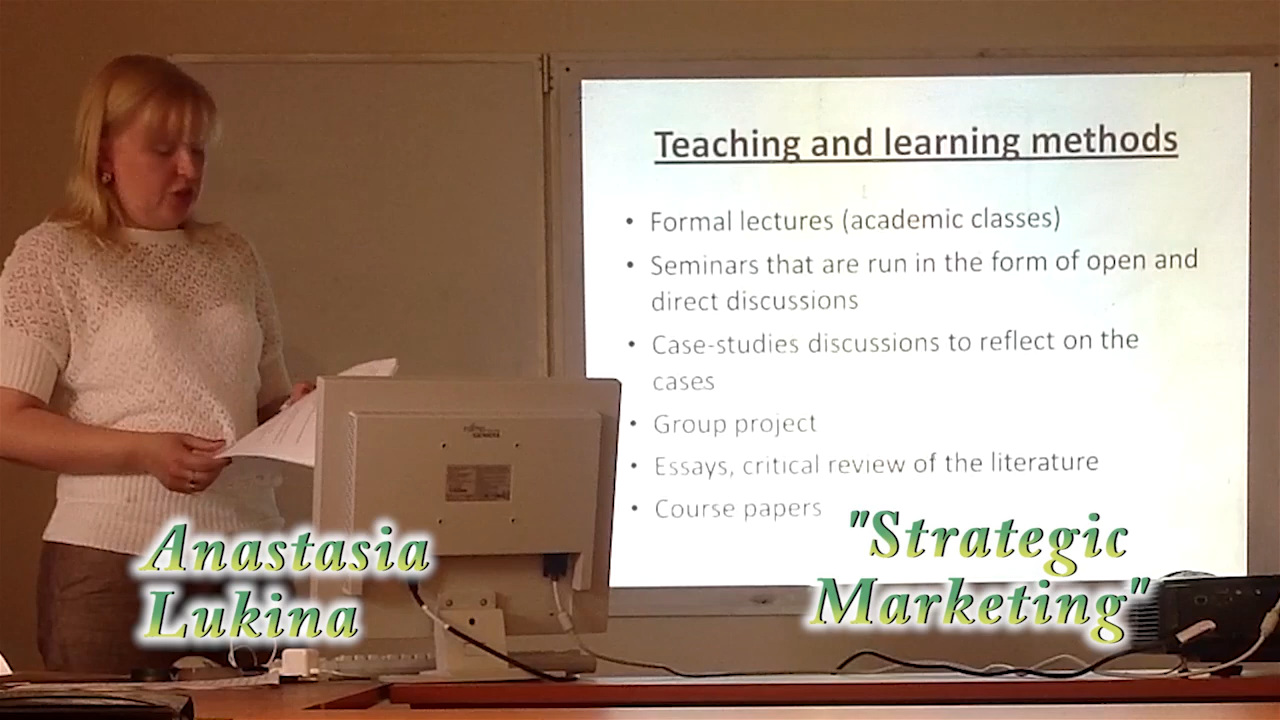 Teaching and learning methods
• Formal lectures (academic classes)
• Seminars that are run in the form of open and
direct discussions
• Case-studies discussions to reflect on the
cases
• Group project
• Essays, critical review of the literature
• Course papers
SIEMENS
Anastasia
Lukina
"Strategic
Marketing"